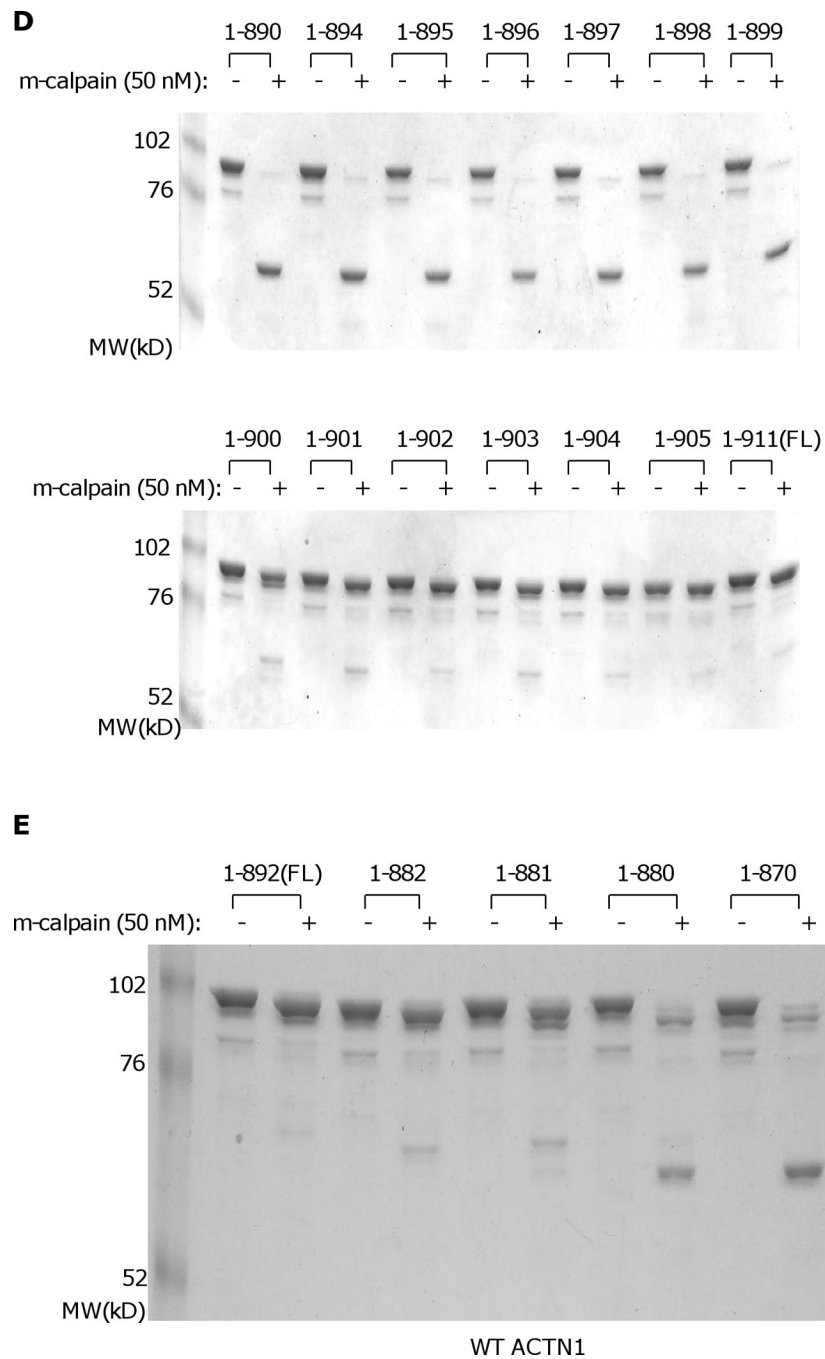 D
1-890 1-894 1-895 1-896 1-897 1-898 1-899
m-calpain (50 nM): - + - + - + - + - + - + - +
102
76
52
MW(kD)
1-900 1-901 1-902 1-903 1-904 1-905 1-911(FL)
m-calpain (50 nM): - + - + - + - + - + - + - +
102
76
52
MW(kD)
E
1-892(FL) 1-882 1-881 1-880 1-870
m-calpain (50 nM): - + - + - + - + - +
102
76
52
MW(kD)
WT ACTN1